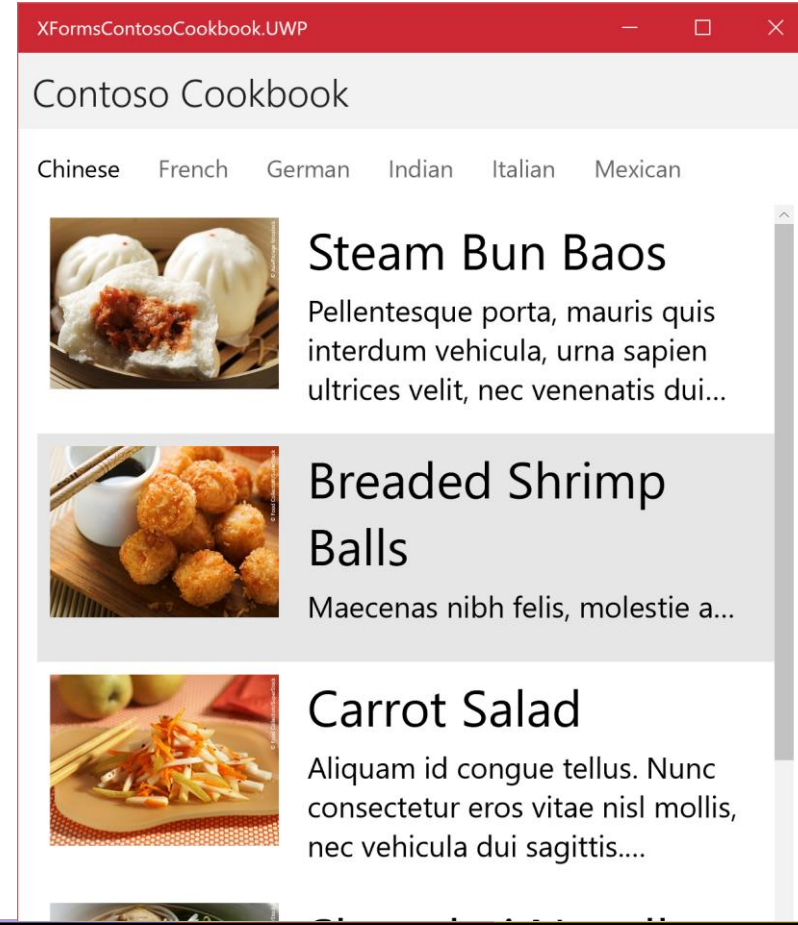 XFormsContosoCookbook.UWP
Contoso Cookbook
Chinese French German Indian Italian Mexican
Steam Bun Baos
Pellentesque porta, mauris quis
interdum vehicula, urna sapien
ultrices velit, nec venenatis dui...
Breaded Shrimp
Balls
Maecenas nibh felis, molestie a...
Carrot Salad
Aliquam id congue tellus. Nunc
consectetur eros vitae nisl mollis,
nec vehicula dui sagittis....